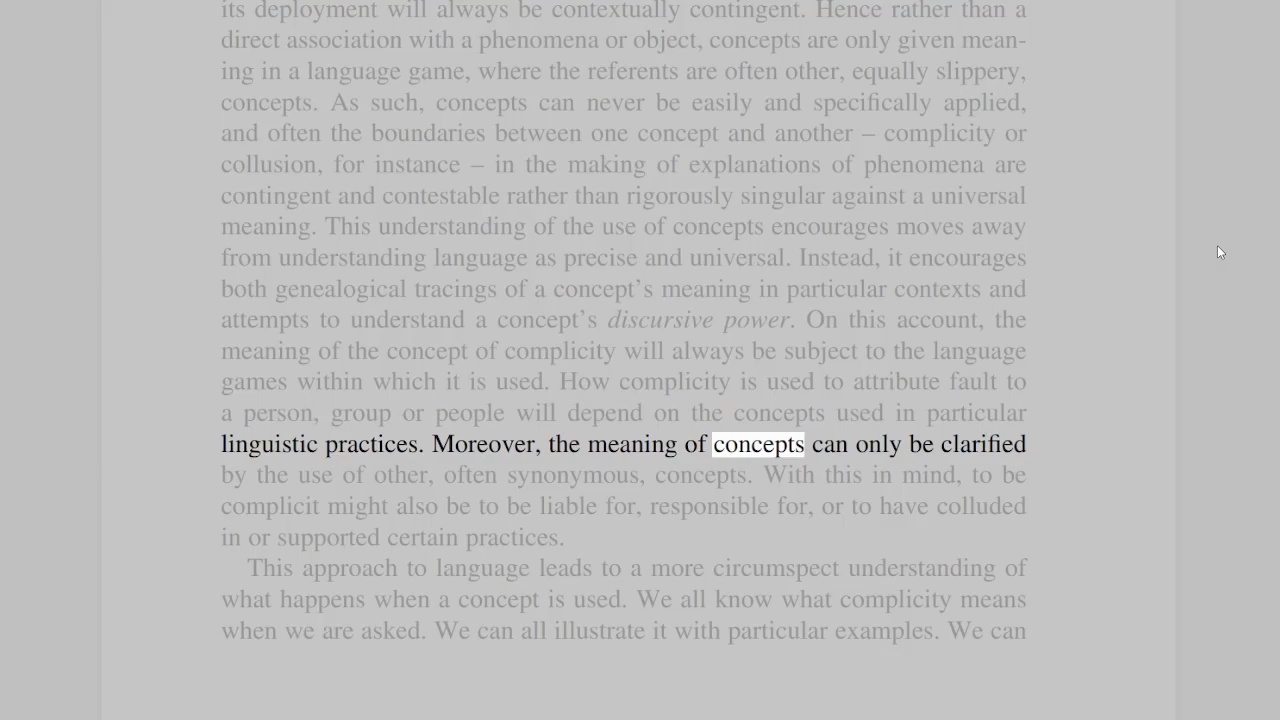 its deployment will always be contextually contingent. Hence rather than a
direct association with a phenomena or object, concepts are only given mean-
ing in a language game, where the referents are often other, equally slippery,
concepts. As such, concepts can never be easily and specifically applied,
and often the boundaries between one concept and another – complicity or
collusion, for instance – in the making of explanations of phenomena are
contingent and contestable rather than rigorously singular against a universal
meaning. This understanding of the use of concepts encourages moves away
from understanding language as precise and universal. Instead, it encourages
both genealogical tracings of a concept’s meaning in particular contexts and
attempts to understand a concept’s discursive power. On this account, the
meaning of the concept of complicity will always be subject to the language
games within which it is used. How complicity is used to attribute fault to
a person, group or people will depend on the concepts used in particular
linguistic practices. Moreover, the meaning of concepts can only be clarified
by the use of other, often synonymous, concepts. With this in mind, to be
complicit might also be to be liable for, responsible for, or to have colluded
in or supported certain practices.
This approach to language leads to a more circumspect understanding of
what happens when a concept is used. We all know what complicity means
when we are asked. We can all illustrate it with particular examples. We can